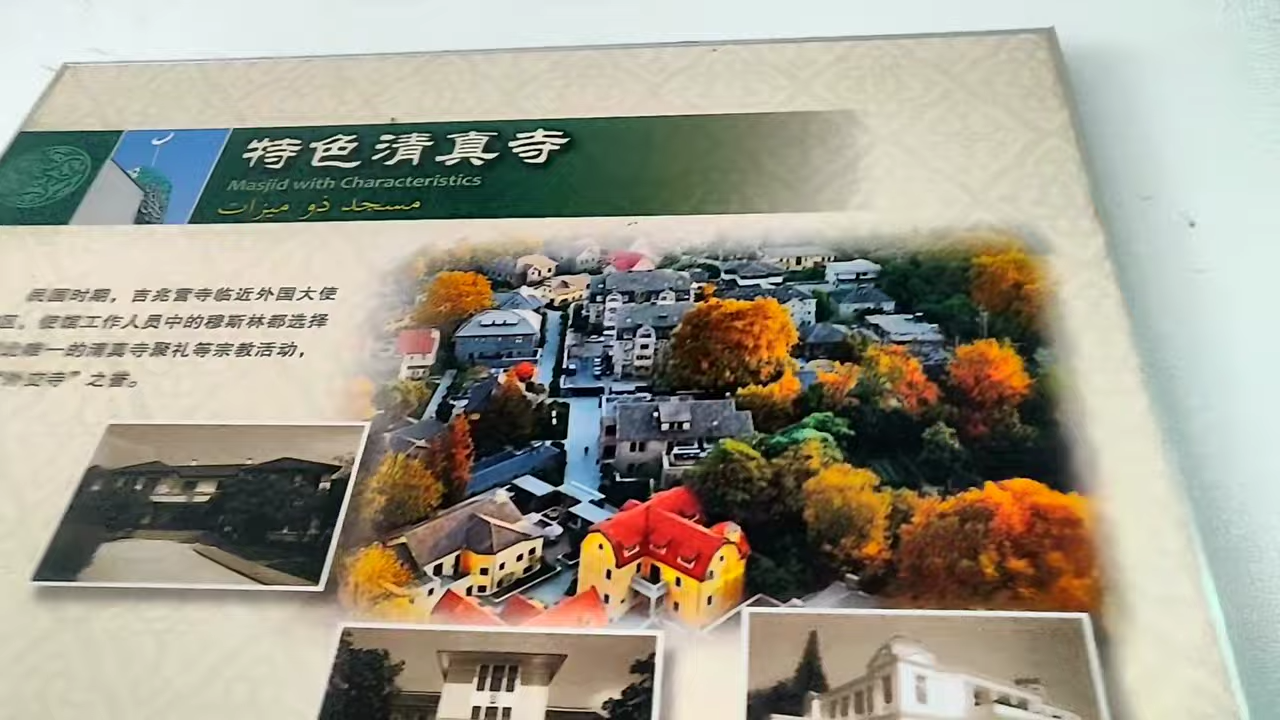 特色清真寺
Masjid with Characteristics
مسجد ذو ميزات
民国时期，吉兆营寺临近外国大使
区，使馆工作人员中的穆斯林都选择
唯一的清真寺聚礼等宗教活动，
寺”之誉。